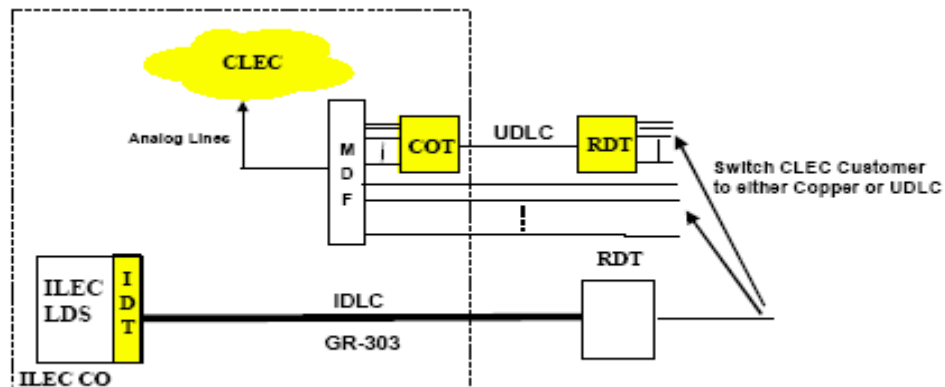 CLEC
Analog Lines
M
D
F
COT
UDLC
RDT
Switch CLEC Customer
to either Copper or UDLC
RDT
ILEC
LDS
I
D
T
IDLC
GR-303
ILEC CO